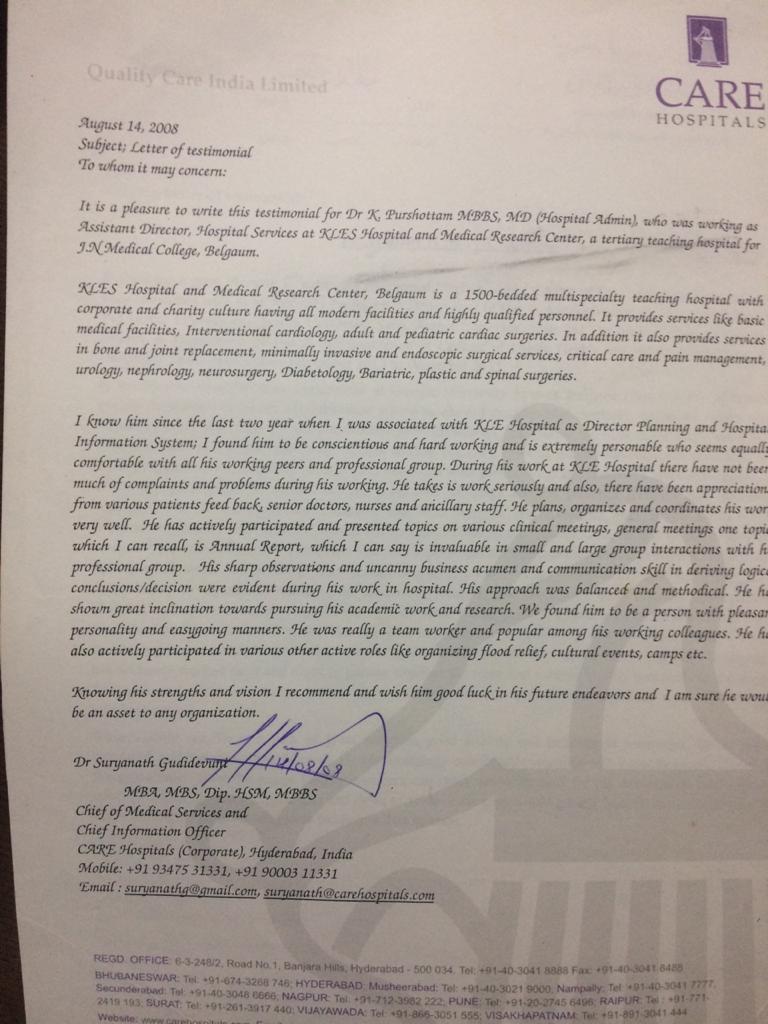 Quality Care India Limited
CARE
HOSPITALS
August 14, 2008
Subject; Letter of testimonial
To whom it may concern:
It is a pleasure to write this testimonial for Dr K. Purshottam MBBS, MD (Hospital Admin), who was working as
Assistant Director, Hospital Services at KLES Hospital and Medical Research Center, a tertiary teaching hospital for
J.N Medical College, Belgaum.
KLES Hospital and Medical Research Center, Belgaum is a 1500-bedded multispecialty teaching hospital with
corporate and charity culture having all modern facilities and highly qualified personnel. It provides services like basic
medical facilities, Interventional cardiology, adult and pediatric cardiac surgeries. In addition it also provides services
in bone and joint replacement, minimally invasive and endoscopic surgical services, critical care and pain management,
urology, nephrology, neurosurgery, Diabetology, Bariatric, plastic and spinal surgeries.
I know him since the last two year when I was associated with KLE Hospital as Director Planning and Hospita
Information System; I found him to be conscientious and hard working and is extremely personable who seems equall
comfortable with all his working peers and professional group. During his work at KLE Hospital there have not bee
much of complaints and problems during his working. He takes is work seriously and also, there have been appreciation
from various patients feed back, senior doctors, nurses and ancillary staff. He plans, organizes and coordinates his wor
very well. He has actively participated and presented topics on various clinical meetings, general meetings one topi
which I can recall, is Annual Report, which I can say is invaluable in small and large group interactions with h
professional group. His sharp observations and uncanny business acumen and communication skill in deriving logic
conclusions/decision were evident during his work in hospital. His approach was balanced and methodical. He h
shown great inclination towards pursuing his academic work and research. We found him to be a person with pleasa
personality and easygoing manners. He was really a team worker and popular among his working colleagues. He h
also actively participated in various other active roles like organizing flood relief, cultural events, camps etc.
Knowing his strengths and vision I recommend and wish him good luck in his future endeavors and I am sure he wou
be an asset to any organization.
14/08/08
Dr Suryanath Gudidevuni
MBA, MBS, Dip. HSM, MBBS
Chief of Medical Services and
Chief Information Officer
CARE Hospitals (Corporate), Hyderabad, India
Mobile: +91 93475 31331, +91 90003 11331
Email : suryanathg@gmail.com, suryanath@carehospitals.com
REGD. OFFICE: 6-3-248/2, Road No.1, Banjara Hills, Hyderabad - 500 034. Tel: +91-40-3041 8888 Fax: +91-40-3041 8488
BHUBANESWAR: Tel. +91-674-3268 746; HYDERABAD: Musheerabad: Tel: +91-40-3021 9000, Nampally: Tel: +91-40-3041 7777,
Secunderabad: Tel: +91-40-3048 6666; NAGPUR: Tel: +91-712-3982 222; PUNE: Tel: +91-20-2745 6496; RAIPUR : Tel : +91-771-
2419 193; SURAT: Tel: +91-261-3917 440; VIJAYAWADA: Tel: +91-866-3051 555; VISAKHAPATNAM: Tel: +91-891-3041 444
Website: